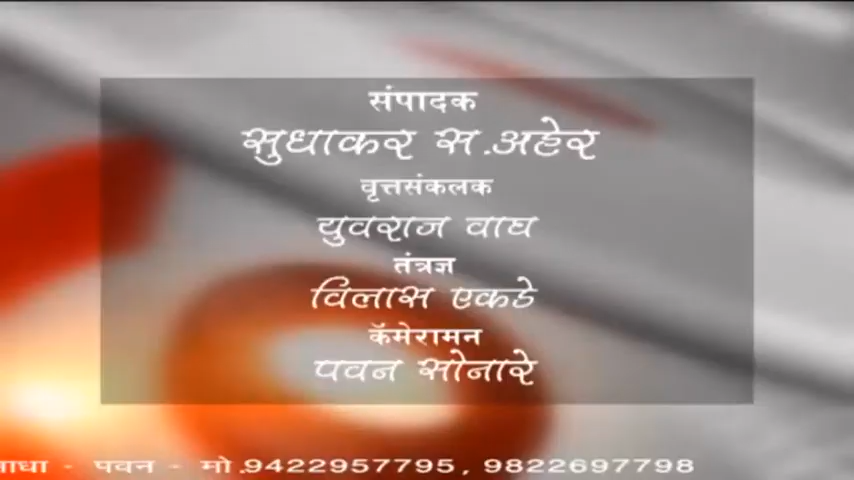 संपादक
सुधाकर स.अहेर
वृत्तसंकलक
युवराज वाघ
तंत्रज्ञ
विलास एकडे
कॅमेरामन
पवन सोनारे
- पवन - मो.9422957795, 9822697798